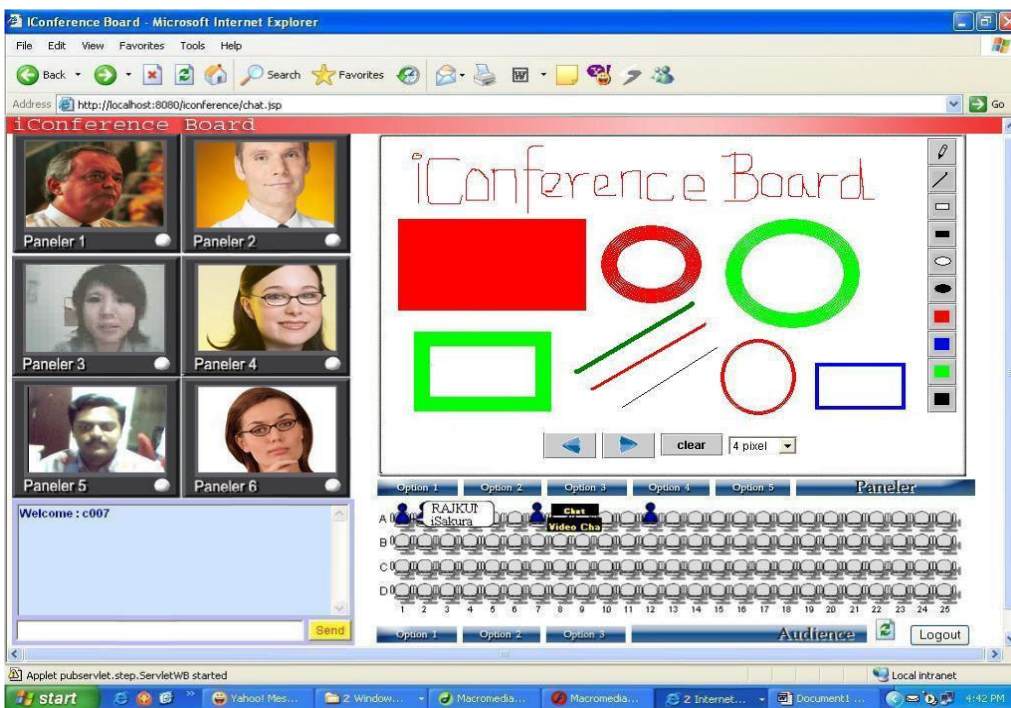 IConference Board - Microsoft Internet Explorer
File Edit View Favorites Tools Help
Back Search Favorites
Address http://localhost:8080/iconference/chat.jsp Go
iConference Board
Paneler 1
Paneler 2
Paneler 3
Paneler 4
Paneler 5
Paneler 6
Welcome : c007
Send
iConference Board
clear 4 pixel
Option 1 Option 2 Option 3 Option 4 Option 5 Paneler
RAJKUM
iSakura
Chat
Video Cha
A
B
C
D
1 2 3 4 5 6 7 8 9 10 11 12 13 14 15 16 17 18 19 20 21 22 23 24 25
Option 1 Option 2 Option 3 Audience Logout
Applet pubservlet.step.ServletWB started Local intranet
start Yahoo! Mes... 2 Window... Macromedia... Macromedia... 2 Internet... Document1 ... 4:42 PM